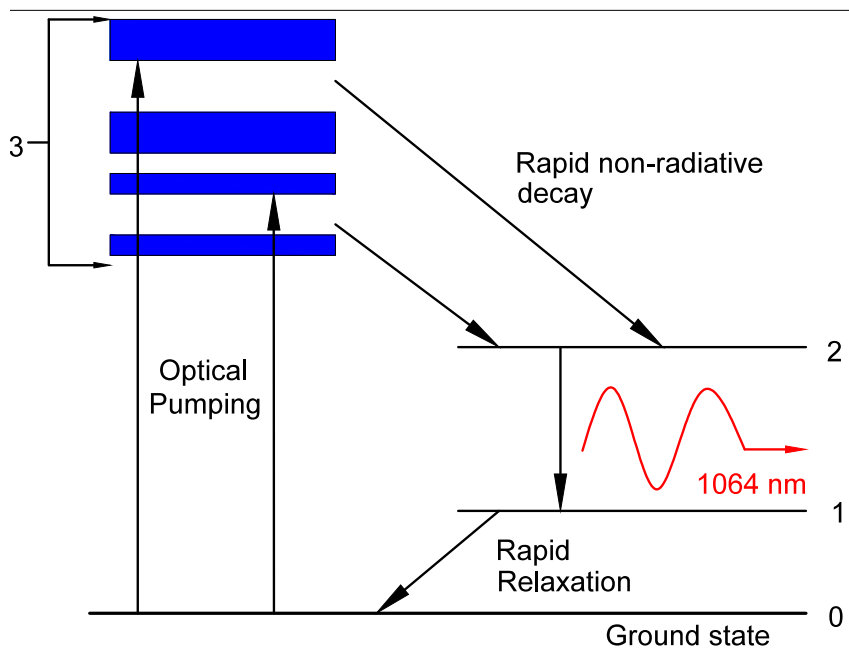 3
Rapid non-radiative
decay
2
Optical
Pumping
1064 nm
1
Rapid
Relaxation
0
Ground state